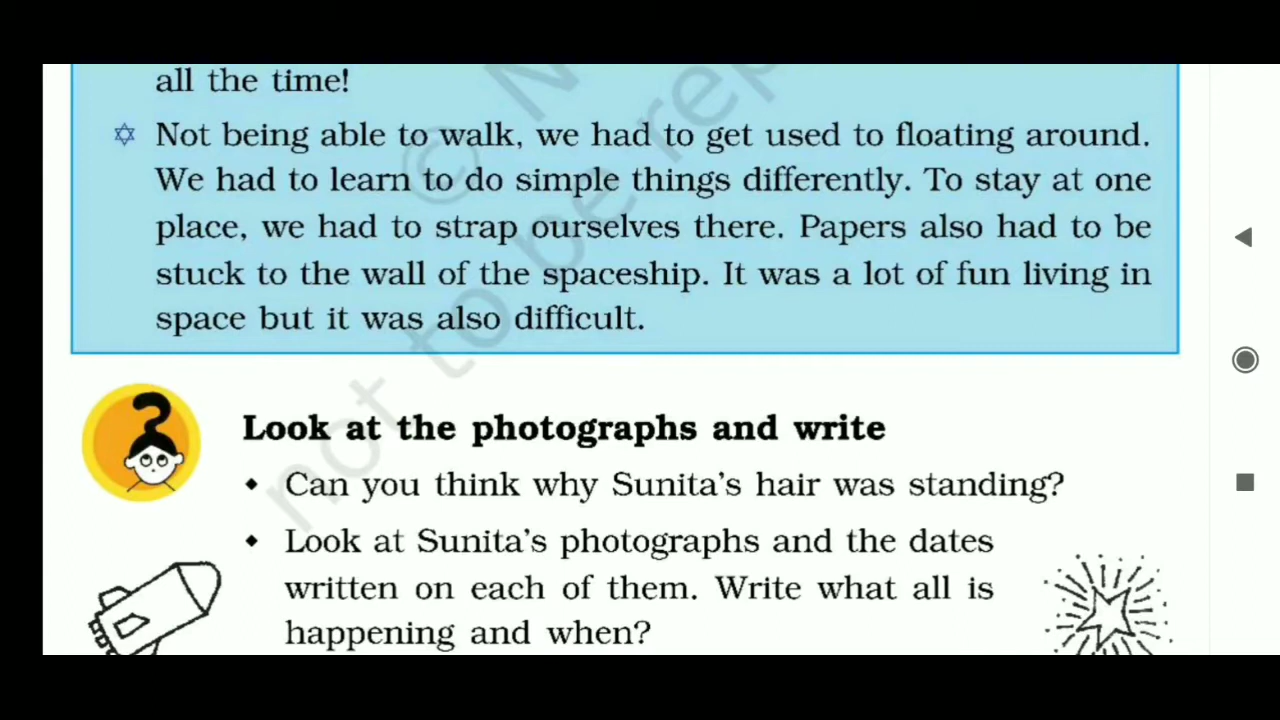 all the time!
Not being able to walk, we had to get used to floating around.
We had to learn to do simple things differently. To stay at one
place, we had to strap ourselves there. Papers also had to be
stuck to the wall of the spaceship. It was a lot of fun living in
space but it was also difficult.
Look at the photographs and write
• Can you think why Sunita's hair was standing?
• Look at Sunita's photographs and the dates
written on each of them. Write what all is
happening and when?
© N
not to be rep